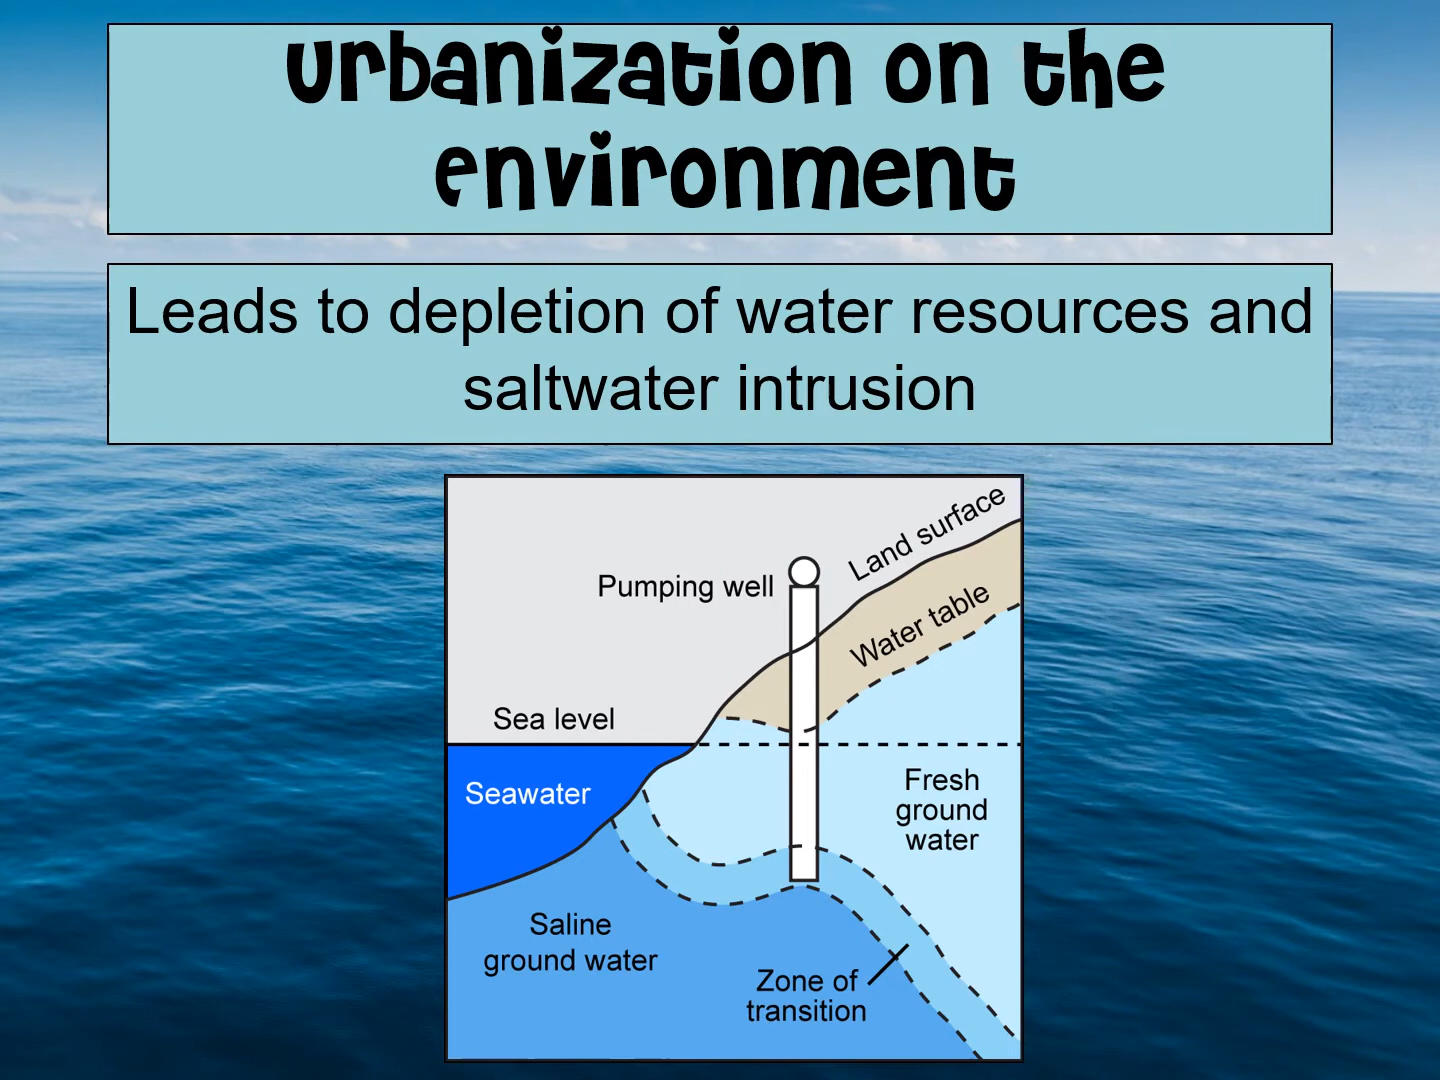 urbanization on the
environment
Leads to depletion of water resources and
saltwater intrusion
Land surface
Pumping well
Water table
Sea level
Seawater
Fresh
ground
water
Saline
ground water
Zone of
transition